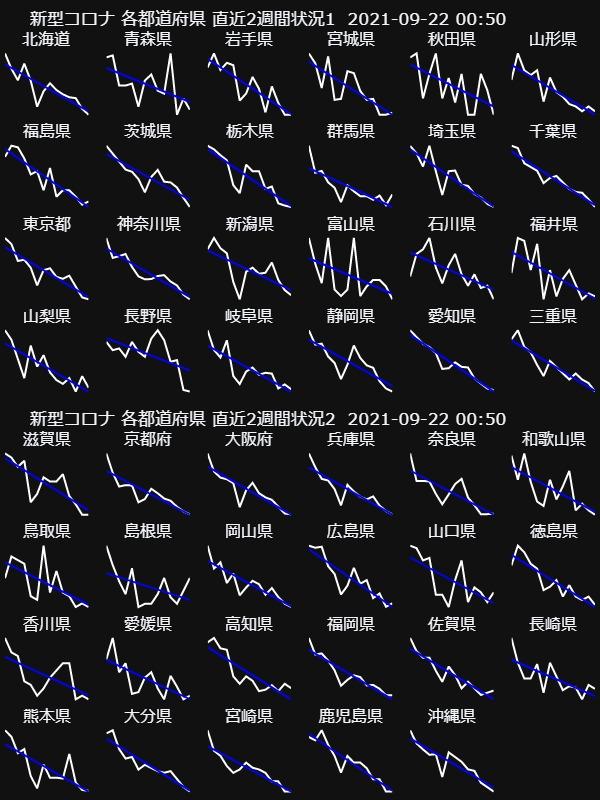 新型コロナ 各都道府県 直近2週間状況1 2021-09-22 00:50
北海道 青森県 岩手県 宮城県 秋田県 山形県
福島県 茨城県 栃木県 群馬県 埼玉県 千葉県
東京都 神奈川県 新潟県 富山県 石川県 福井県
山梨県 長野県 岐阜県 静岡県 愛知県 三重県
新型コロナ 各都道府県 直近2週間状況2 2021-09-22 00:50
滋賀県 京都府 大阪府 兵庫県 奈良県 和歌山県
鳥取県 島根県 岡山県 広島県 山口県 徳島県
香川県 愛媛県 高知県 福岡県 佐賀県 長崎県
熊本県 大分県 宮崎県 鹿児島県 沖縄県